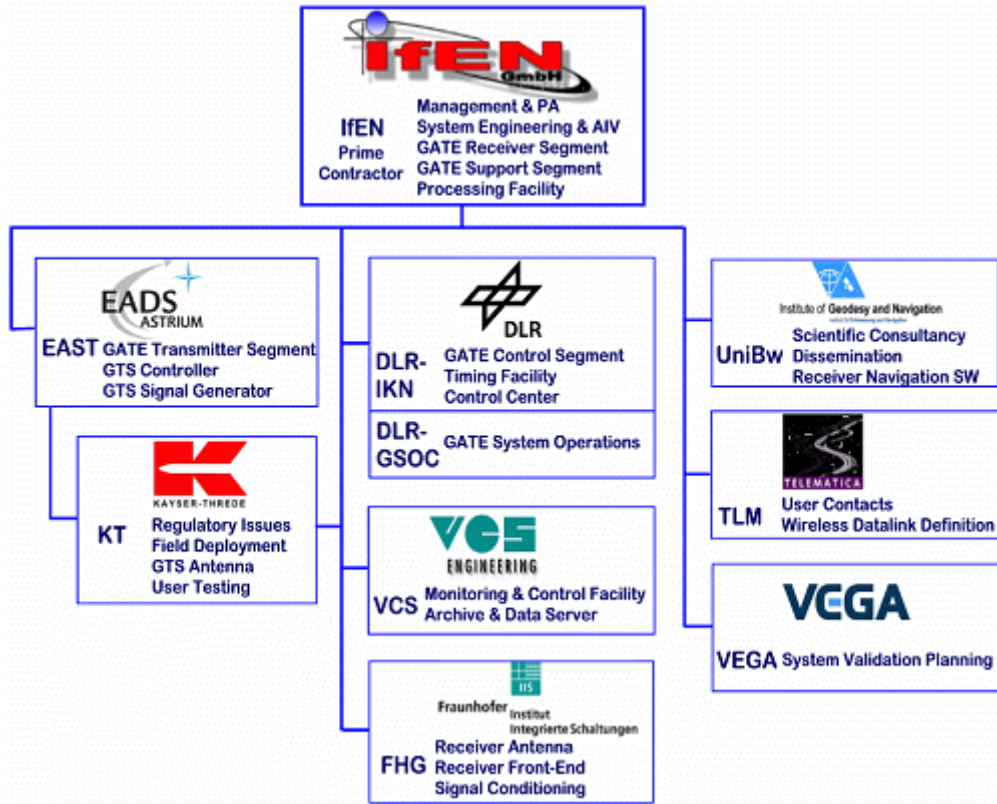 IfEN
GmbH
IfEN
Prime
Contractor
Management & PA
System Engineering & AIV
GATE Receiver Segment
GATE Support Segment
Processing Facility
EADS
ASTRIUM
EAST
GATE Transmitter Segment
GTS Controller
GTS Signal Generator
KAYSER-THREDE
KT
Regulatory Issues
Field Deployment
GTS Antenna
User Testing
DLR
DLR-
IKN
GATE Control Segment
Timing Facility
Control Center
DLR-
GSOC
GATE System Operations
VCS
ENGINEERING
VCS
Monitoring & Control Facility
Archive & Data Server
IIS
Fraunhofer
Institut
Integrierte Schaltungen
FHG
Receiver Antenna
Receiver Front-End
Signal Conditioning
Institute of Geodesy and Navigation
UniBw
Scientific Consultancy
Dissemination
Receiver Navigation SW
TELEMATICA
TLM
User Contacts
Wireless Datalink Definition
VEGA
VEGA
System Validation Planning